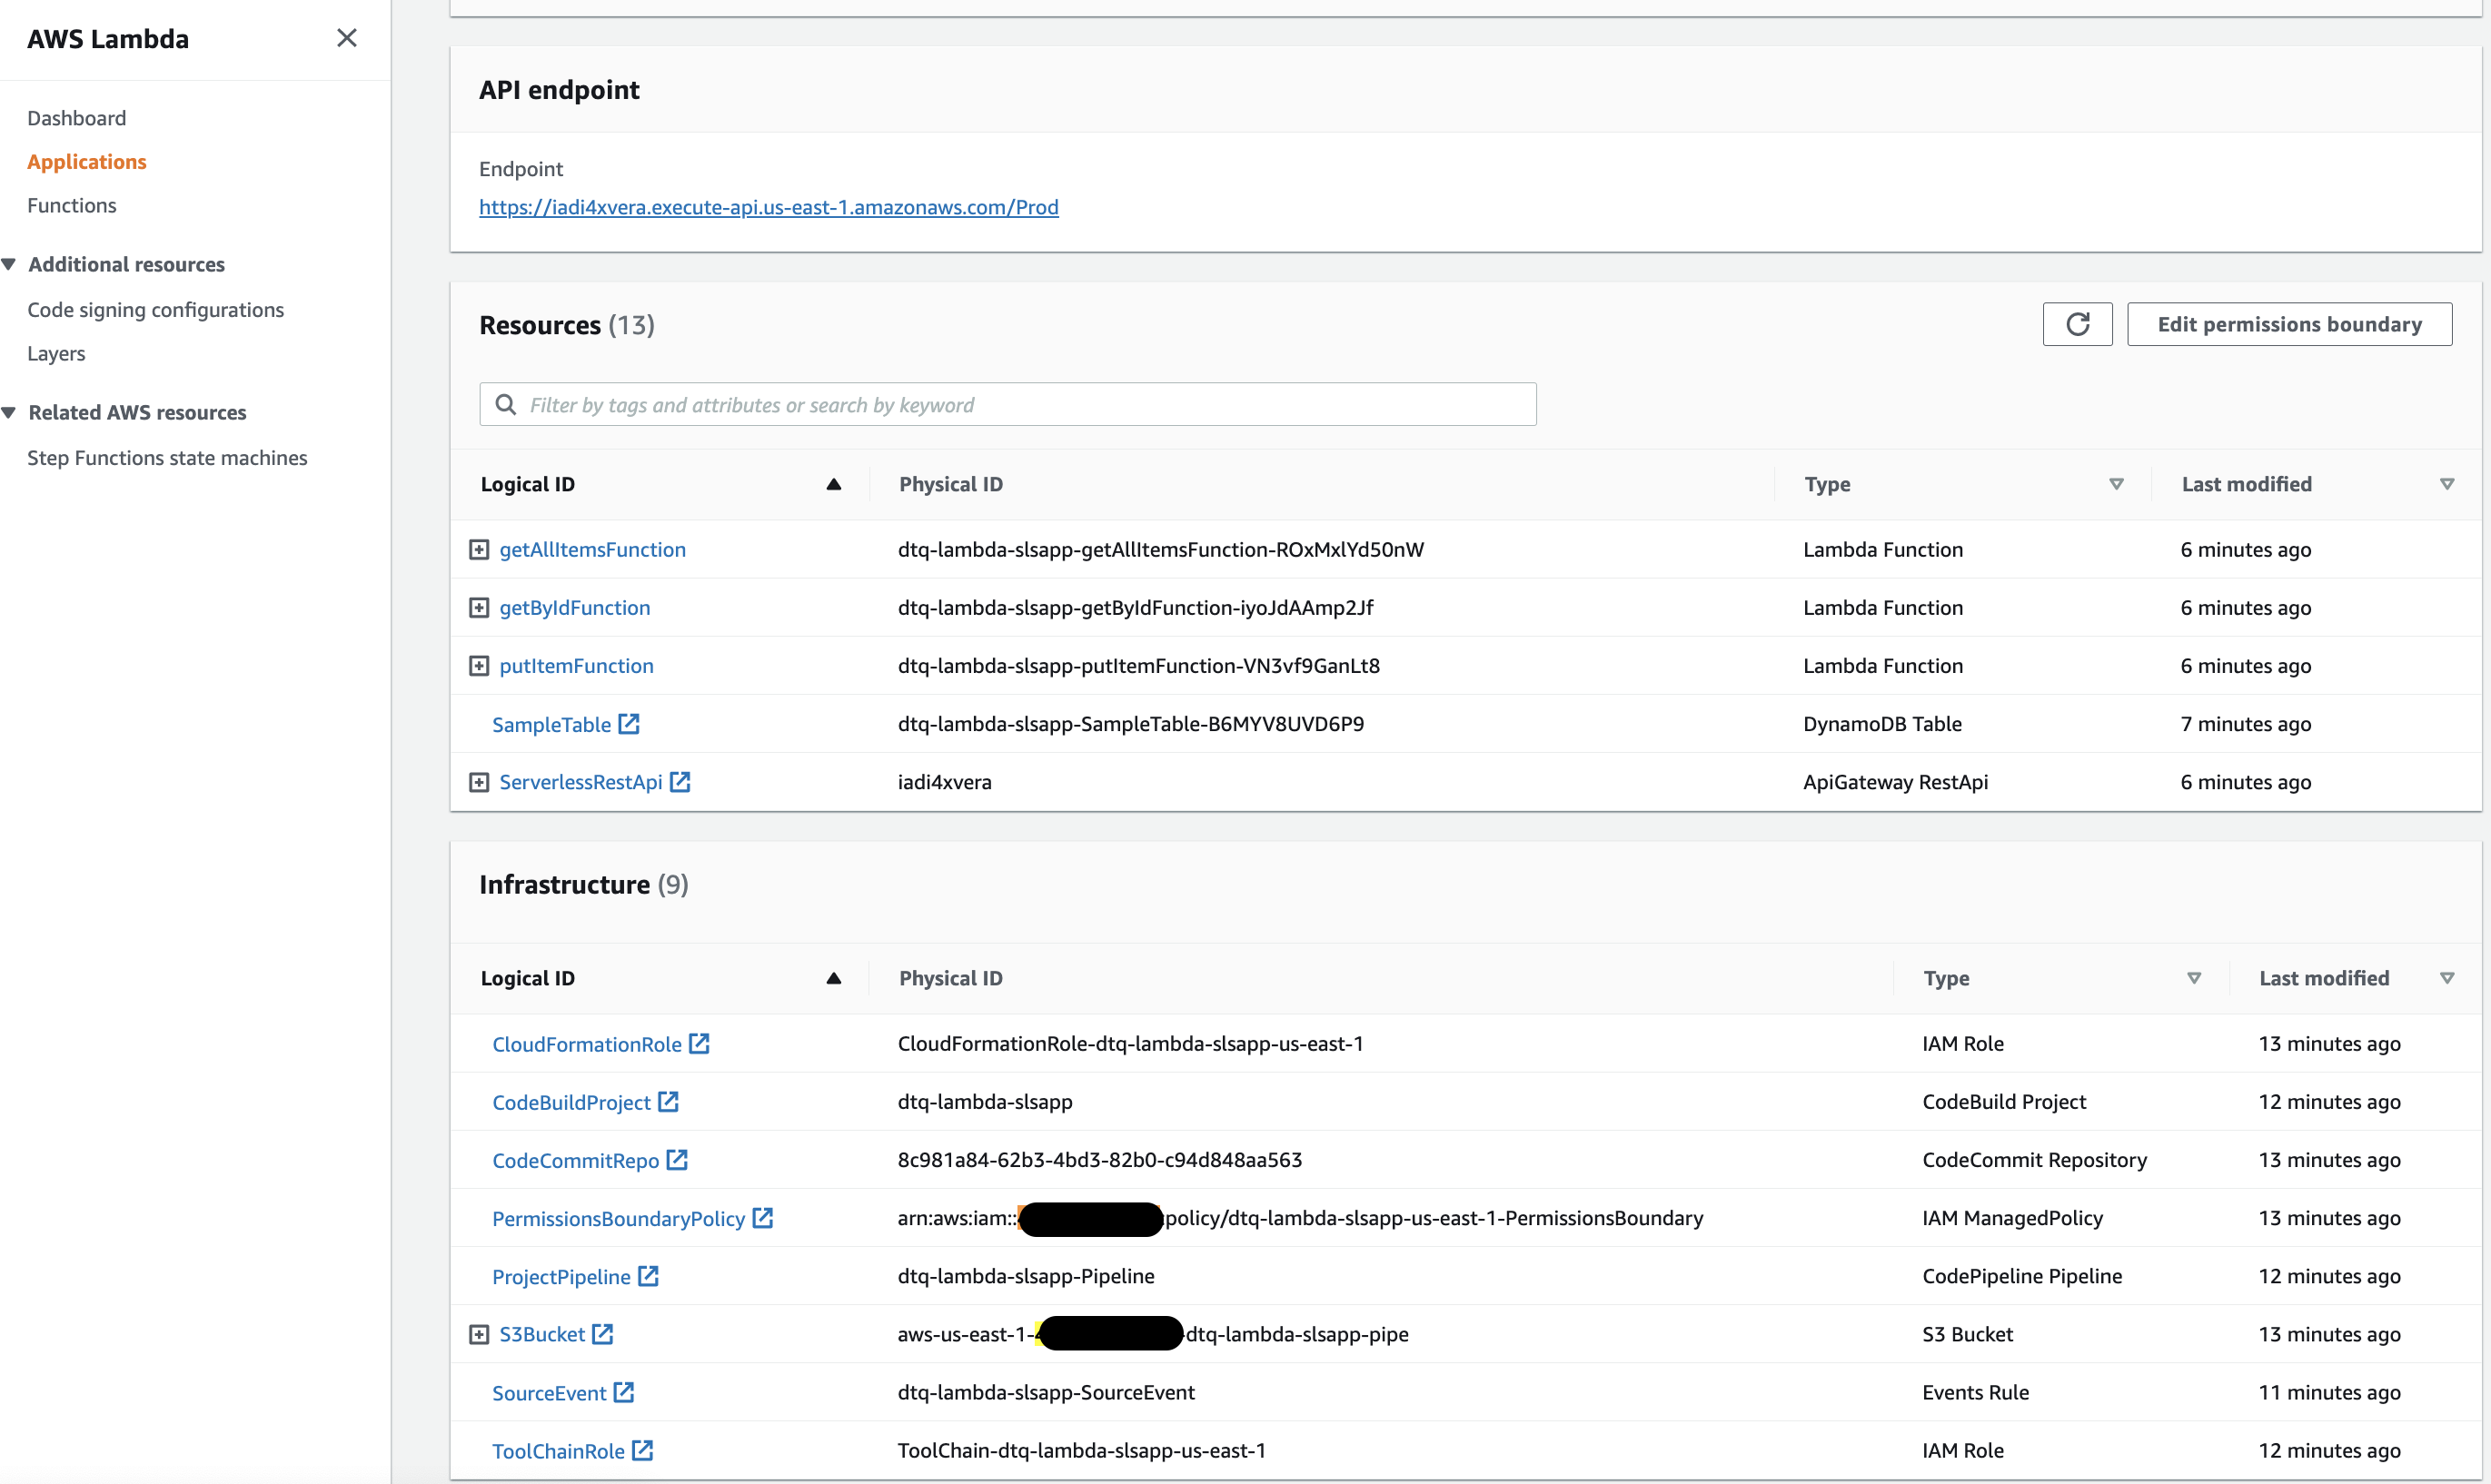 AWS Lambda
Dashboard
Applications
Functions
Additional resources
Code signing configurations
Layers
Related AWS resources
Step Functions state machines
API endpoint
Endpoint
https://iadi4xvera.execute-api.us-east-1.amazonaws.com/Prod
Resources (13)
Edit permissions boundary
Filter by tags and attributes or search by keyword
Logical ID Physical ID Type Last modified
getAllItemsFunction dtq-lambda-slsapp-getAllItemsFunction-ROxMxlYd50nW Lambda Function 6 minutes ago
getByIdFunction dtq-lambda-slsapp-getByIdFunction-iyoJdAAmp2Jf Lambda Function 6 minutes ago
putItemFunction dtq-lambda-slsapp-putItemFunction-VN3vf9GanLt8 Lambda Function 6 minutes ago
SampleTable dtq-lambda-slsapp-SampleTable-B6MYV8UVD6P9 DynamoDB Table 7 minutes ago
ServerlessRestApi iadi4xvera ApiGateway RestApi 6 minutes ago
Infrastructure (9)
Logical ID Physical ID Type Last modified
CloudFormationRole CloudFormationRole-dtq-lambda-slsapp-us-east-1 IAM Role 13 minutes ago
CodeBuildProject dtq-lambda-slsapp CodeBuild Project 12 minutes ago
CodeCommitRepo 8c981a84-62b3-4bd3-82b0-c94d848aa563 CodeCommit Repository 13 minutes ago
PermissionsBoundaryPolicy arn:aws:iam:: policy/dtq-lambda-slsapp-us-east-1-PermissionsBoundary IAM ManagedPolicy 13 minutes ago
ProjectPipeline dtq-lambda-slsapp-Pipeline CodePipeline Pipeline 12 minutes ago
S3Bucket aws-us-east-1- -dtq-lambda-slsapp-pipe S3 Bucket 13 minutes ago
SourceEvent dtq-lambda-slsapp-SourceEvent Events Rule 11 minutes ago
ToolChainRole ToolChain-dtq-lambda-slsapp-us-east-1 IAM Role 12 minutes ago